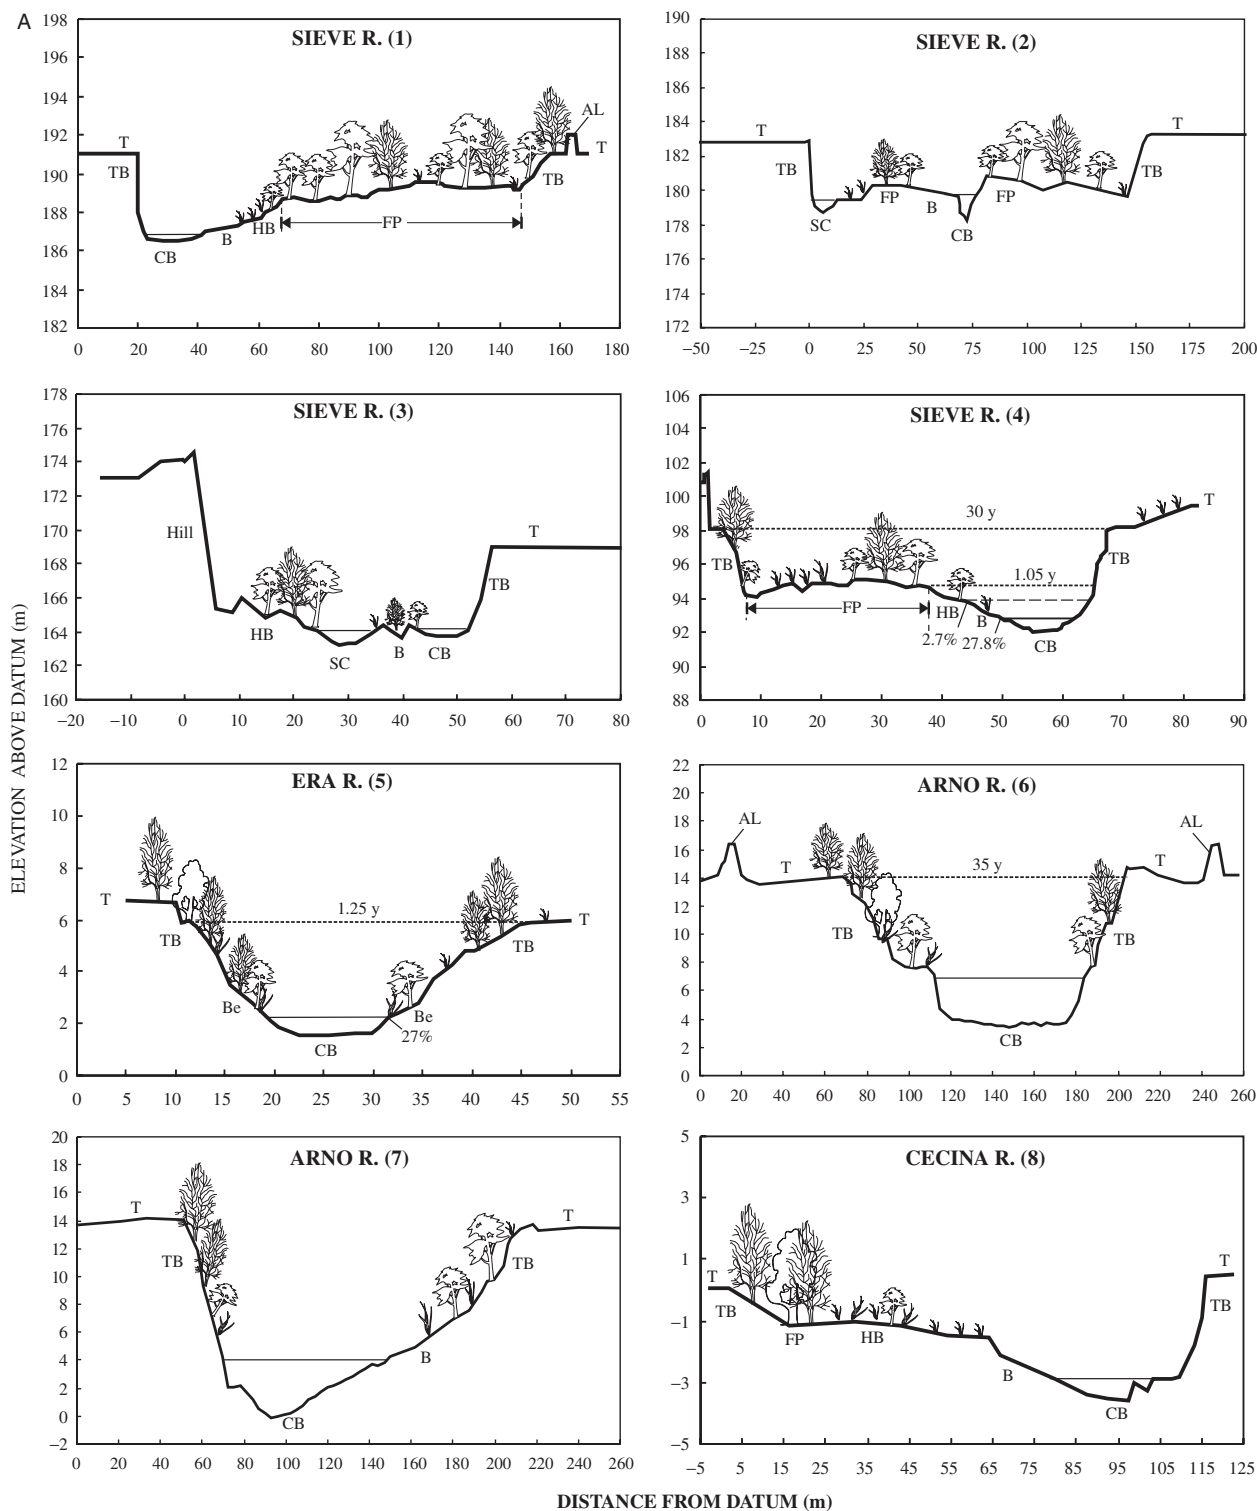 A
ELEVATION ABOVE DATUM (m)
SIEVE R. (1)
198
196
194
192
190
188
186
184
182
T
TB
CB
B
HB
FP
TB
AL
T
0 20 40 60 80 100 120 140 160 180
SIEVE R. (2)
190
188
186
184
182
180
178
176
174
172
T
TB
SC
FP
B
CB
FP
TB
T
−50 −25 0 25 50 75 100 125 150 175 200
SIEVE R. (3)
178
176
174
172
170
168
166
164
162
160
Hill
HB
SC
B
CB
TB
T
−20 −10 0 10 20 30 40 50 60 70 80
SIEVE R. (4)
106
104
102
100
98
96
94
92
90
88
30 y
1.05 y
TB
FP
HB
B
2.7% 27.8%
CB
TB
T
0 10 20 30 40 50 60 70 80 90
ERA R. (5)
12
10
8
6
4
2
0
T
TB
1.25 y
Be
CB
27%
Be
TB
T
0 5 10 15 20 25 30 35 40 45 50 55
ARNO R. (6)
22
20
18
16
14
12
10
8
6
4
2
0
AL
T
35 y
TB
CB
TB
T
AL
0 20 40 60 80 100 120 140 160 180 200 220 240 260
ARNO R. (7)
20
18
16
14
12
10
8
6
4
2
0
−2
T
TB
CB
B
TB
T
0 20 40 60 80 100 120 140 160 180 200 220 240 260
CECINA R. (8)
5
3
1
−1
−3
−5
T
TB
FP
HB
B
CB
TB
T
−5 5 15 25 35 45 55 65 75 85 95 105 115 125
DISTANCE FROM DATUM (m)